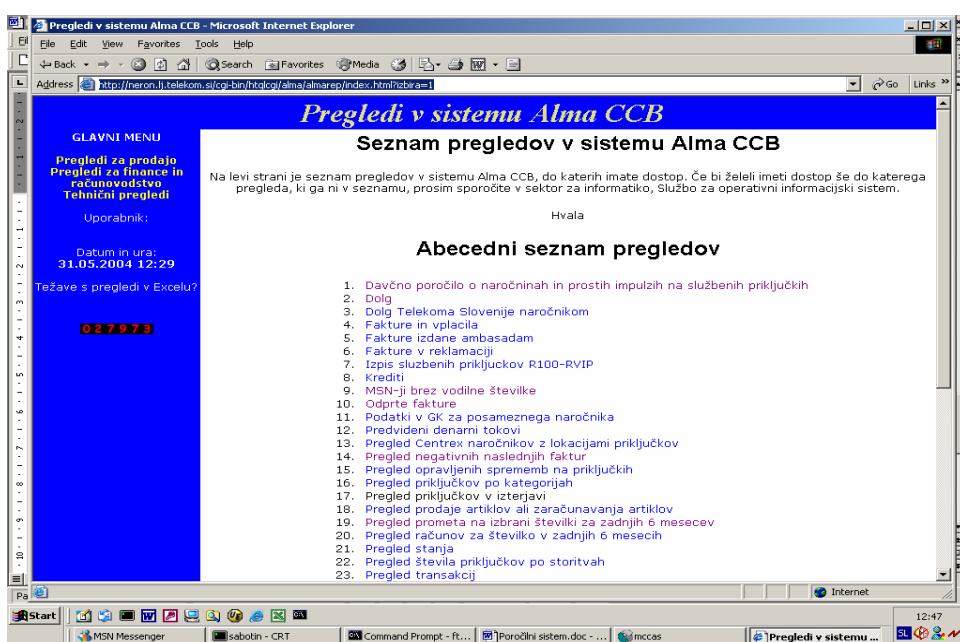 Pregledi v sistemu Alma CCB - Microsoft Internet Explorer
File Edit View Favorites Tools Help
Back Search Favorites Media
Address http://neron.lj.telekom.si/cgi-bin/htqlcgi/alma/almarep/index.html?izbira=1 Go Links »
Pregledi v sistemu Alma CCB
GLAVNI MENU
Pregledi za prodajo
Pregledi za finance in
računovodstvo
Tehnični pregledi
Uporabnik:
Datum in ura:
31.05.2004 12:29
Težave s pregledi v Excelu?
027973
Seznam pregledov v sistemu Alma CCB
Na levi strani je seznam pregledov v sistemu Alma CCB, do katerih imate dostop. Če bi želeli imeti dostop še do katerega
pregleda, ki ga ni v seznamu, prosim sporočite v sektor za informatiko, Službo za operativni informacijski sistem.
Hvala
Abecedni seznam pregledov
1. Davčno poročilo o naročninah in prostih impulzih na službenih priključkih
2. Dolg
3. Dolg Telekoma Slovenije naročnikom
4. Fakture in vplacila
5. Fakture izdane ambasadam
6. Fakture v reklamaciji
7. Izpis sluzbenih prikljuckov R100-RVIP
8. Krediti
9. MSN-ji brez vodilne številke
10. Odprte fakture
11. Podatki v GK za posameznega naročnika
12. Predvideni denarni tokovi
13. Pregled Centrex naročnikov z lokacijami priključkov
14. Pregled negativnih naslednjih faktur
15. Pregled opravljenih sprememb na priključkih
16. Pregled priključkov po kategorijah
17. Pregled priključkov v izterjavi
18. Pregled prodaje artiklov ali zaračunavanja artiklov
19. Pregled prometa na izbrani številki za zadnjih 6 mesecev
20. Pregled računov za številko v zadnjih 6 mesecih
21. Pregled stanja
22. Pregled števila priključkov po storitvah
23. Pregled transakcij
Internet
Start
12:47
MSN Messenger
sabotin - CRT
Command Prompt - ft...
Poročilni sistem.doc - ...
mccas
Pregledi v sistemu ...
SL